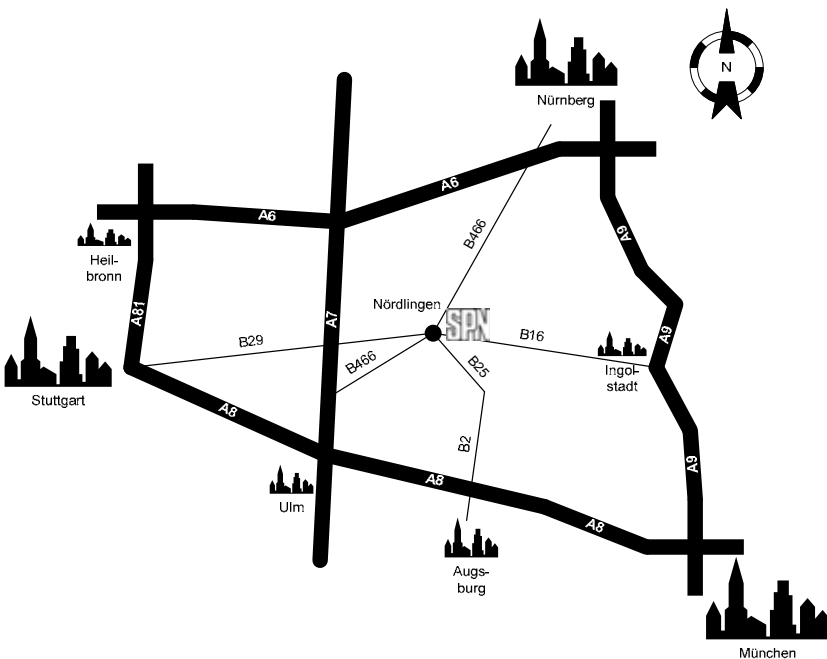 N
Nürnberg
A6
A6
A9
Heil-
bronn
B466
A81
Nördlingen
SPN
A7
B29
B16
A9
B466
B25
Ingol-
stadt
Stuttgart
A8
B2
A9
A8
Ulm
A8
Augs-
burg
München